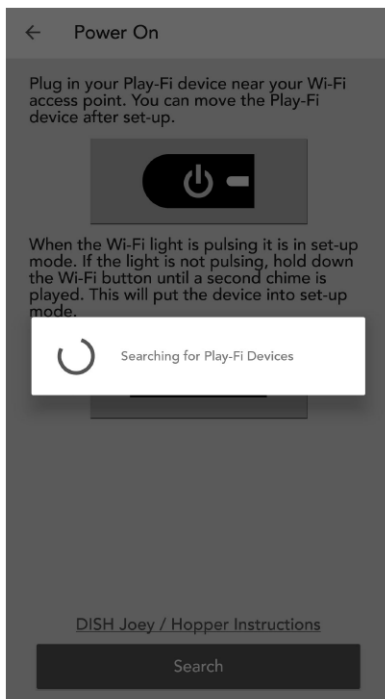 Power On
Plug in your Play-Fi device near your Wi-Fi
access point. You can move the Play-Fi
device after set-up.
When the Wi-Fi light is pulsing it is in set-up
mode. If the light is not pulsing, hold down
the Wi-Fi button until a second chime is
played. This will put the device into set-up
mode.
Searching for Play-Fi Devices
DISH Joey / Hopper Instructions
Search